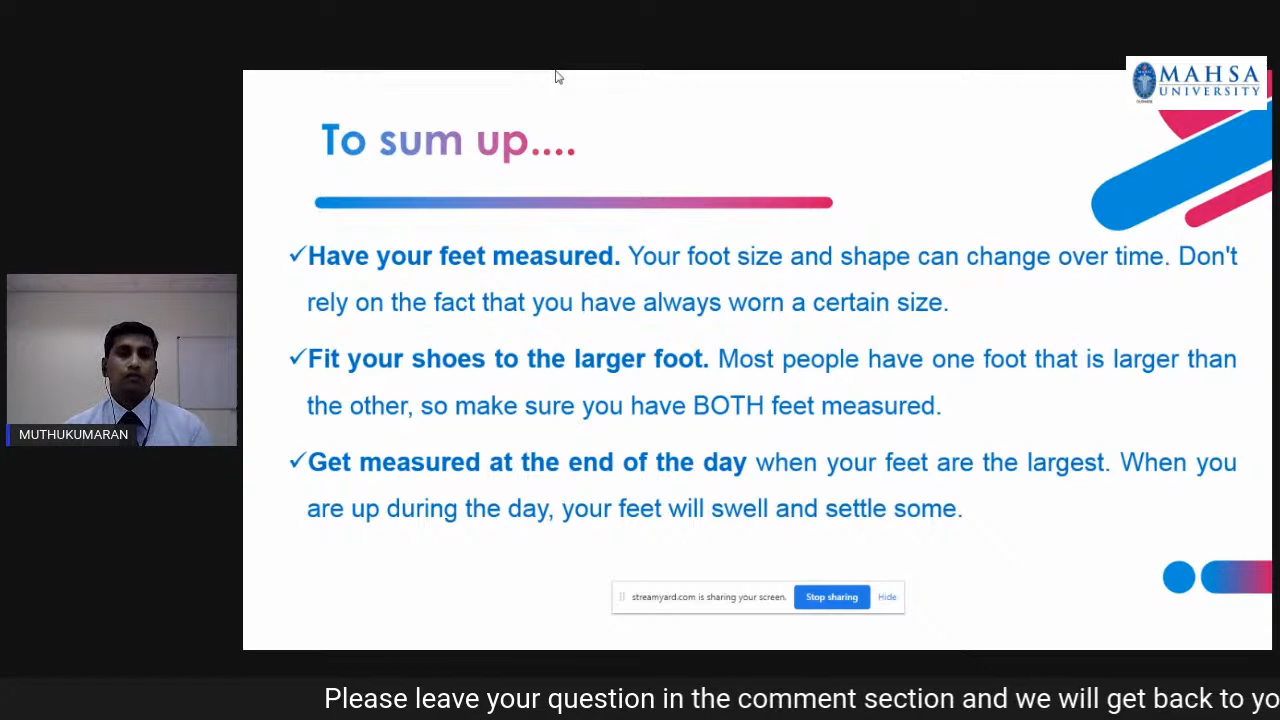 MAHSA
UNIVERSITY
To sum up....
✓Have your feet measured. Your foot size and shape can change over time. Don't
rely on the fact that you have always worn a certain size.
✓Fit your shoes to the larger foot. Most people have one foot that is larger than
the other, so make sure you have BOTH feet measured.
✓Get measured at the end of the day when your feet are the largest. When you
are up during the day, your feet will swell and settle some.
MUTHUKUMARAN
streamyard.com is sharing your screen. Stop sharing Hide
Please leave your question in the comment section and we will get back to yo